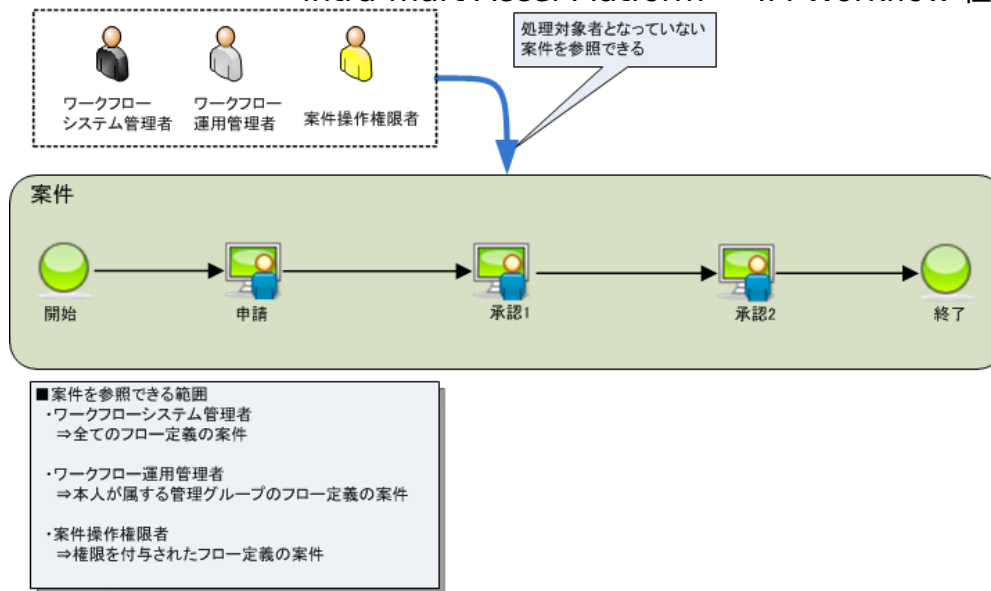 処理対象者となっていない
案件を参照できる
ワークフロー
システム管理者
ワークフロー
運用管理者
案件操作権限者
案件
開始
申請
承認1
承認2
終了
■案件を参照できる範囲
・ワークフローシステム管理者
⇒全てのフロー定義の案件
・ワークフロー運用管理者
⇒本人が属する管理グループのフロー定義の案件
・案件操作権限者
⇒権限を付与されたフロー定義の案件